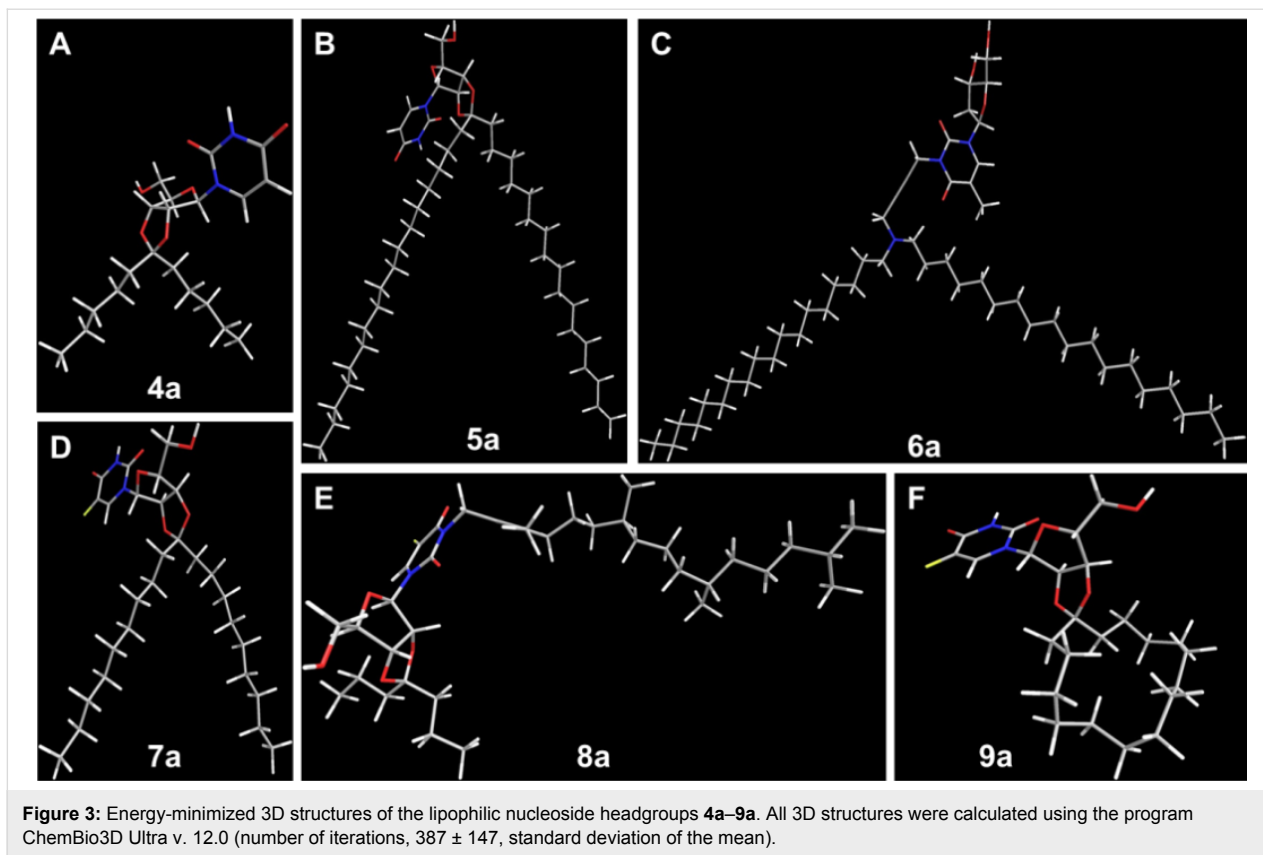 A
B
C
4a
5a
6a
D
E
F
7a
8a
9a
Figure 3: Energy-minimized 3D structures of the lipophilic nucleoside headgroups 4a–9a. All 3D structures were calculated using the program
ChemBio3D Ultra v. 12.0 (number of iterations, 387 ± 147, standard deviation of the mean).